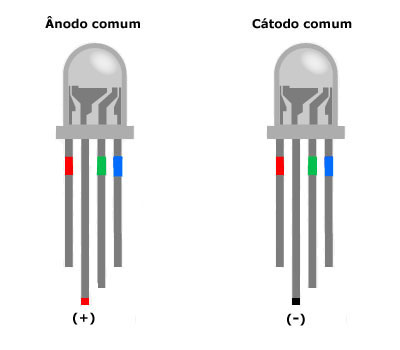 Ânodo comum
Cátodo comum
(+)
(-)